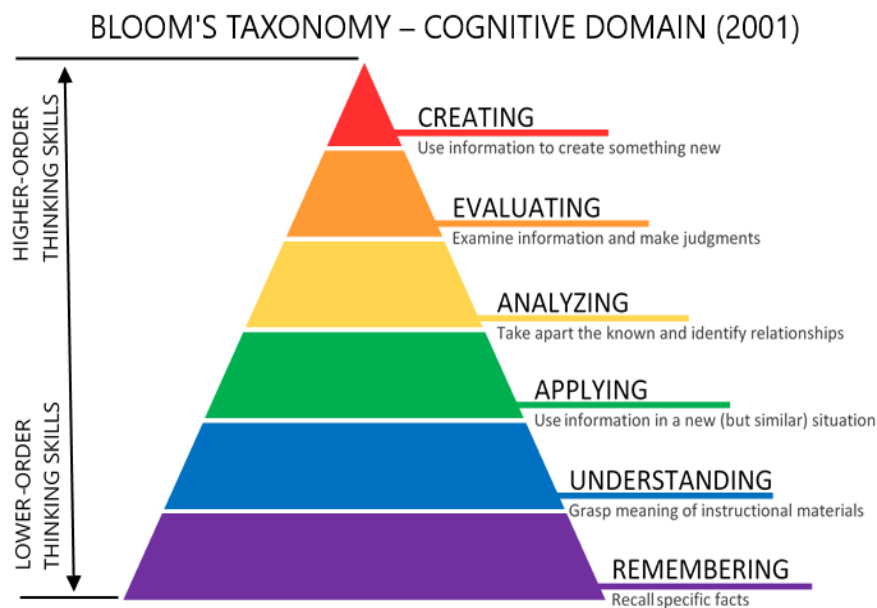 BLOOM'S TAXONOMY – COGNITIVE DOMAIN (2001)
HIGHER-ORDER
THINKING SKILLS
CREATING
Use information to create something new
EVALUATING
Examine information and make judgments
ANALYZING
Take apart the known and identify relationships
APPLYING
Use information in a new (but similar) situation
LOWER-ORDER
THINKING SKILLS
UNDERSTANDING
Grasp meaning of instructional materials
REMEMBERING
Recall specific facts